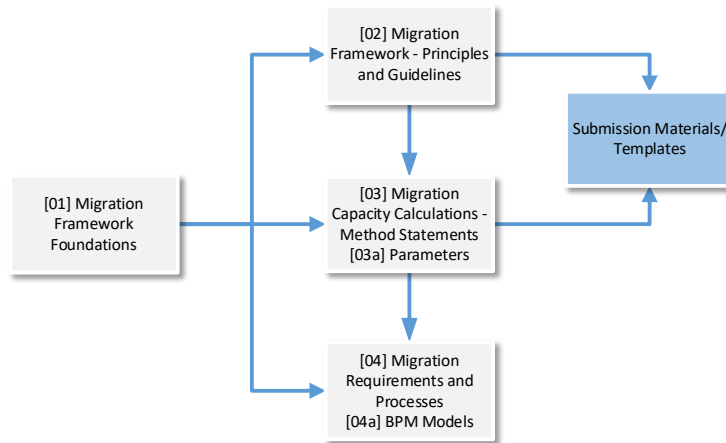 [02] Migration
Framework - Principles
and Guidelines
Submission Materials/
Templates
[01] Migration
Framework
Foundations
[03] Migration
Capacity Calculations -
Method Statements
[03a] Parameters
[04] Migration
Requirements and
Processes
[04a] BPM Models